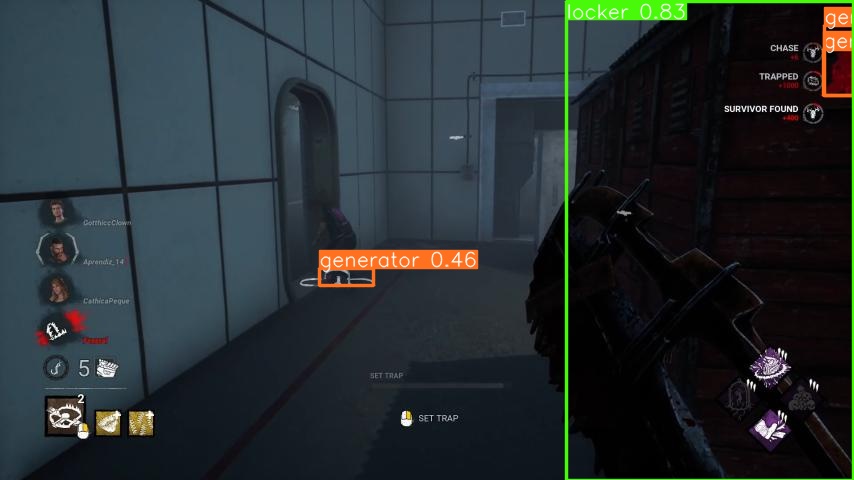 locker 0.83
ge
ge
CHASE
+6
TRAPPED
+1000
SURVIVOR FOUND
+400
GotthiccClown
generator 0.46
Aprendiz_14
CathicaPeque
5
SET TRAP
2
SET TRAP